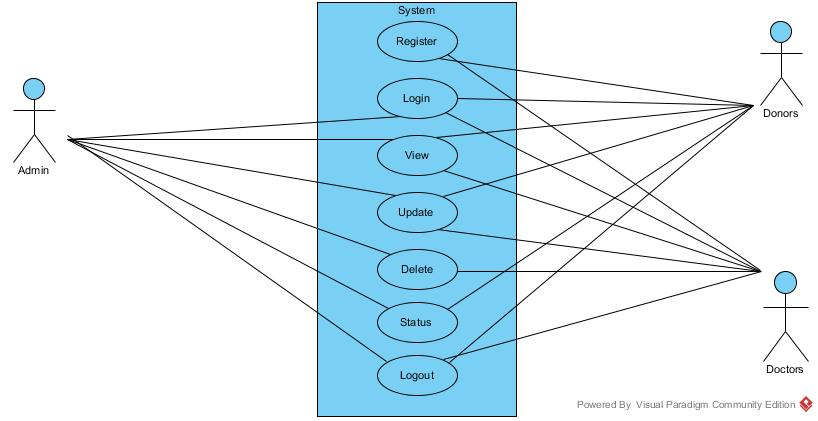 System
Register
Login
View
Update
Delete
Status
Logout
Admin
Donors
Doctors
Powered By Visual Paradigm Community Edition